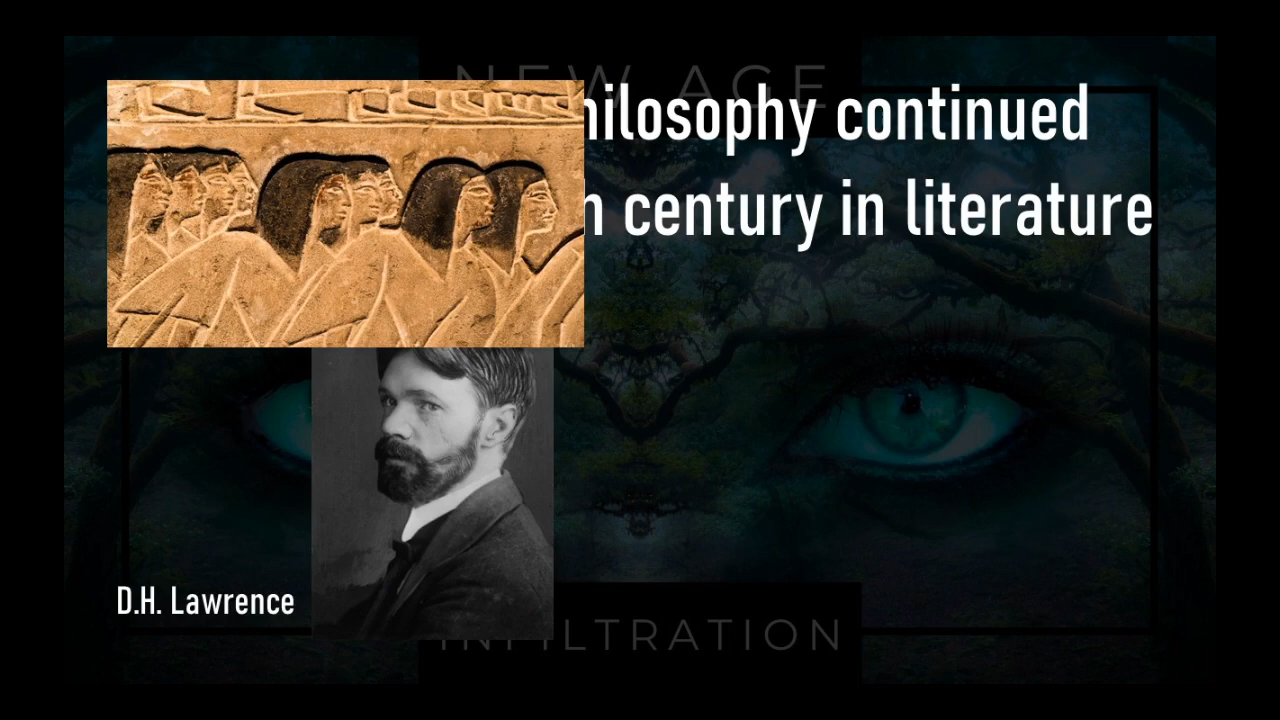 NEW AGE
hilosophy continued
h century in literature
D.H. Lawrence
INFILTRATION